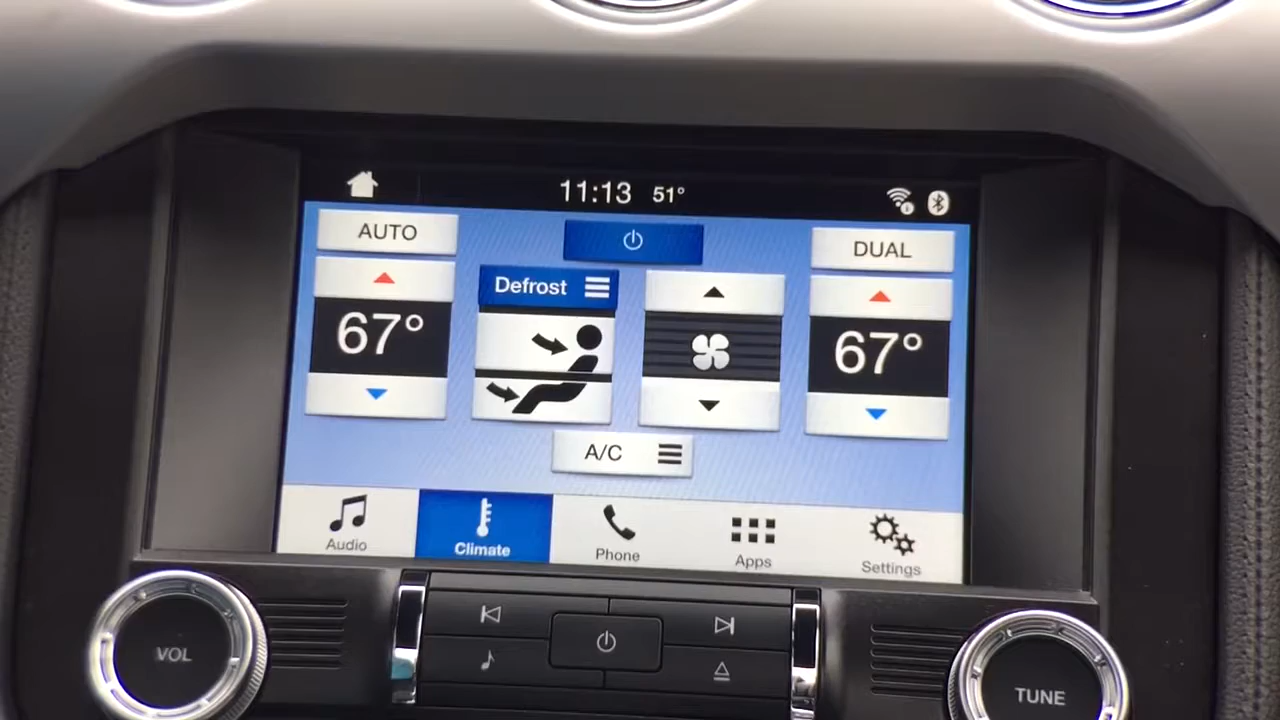 11:13 51°
AUTO
DUAL
Defrost
67°
67°
A/C
Audio
Climate
Phone
Apps
Settings
VOL
TUNE